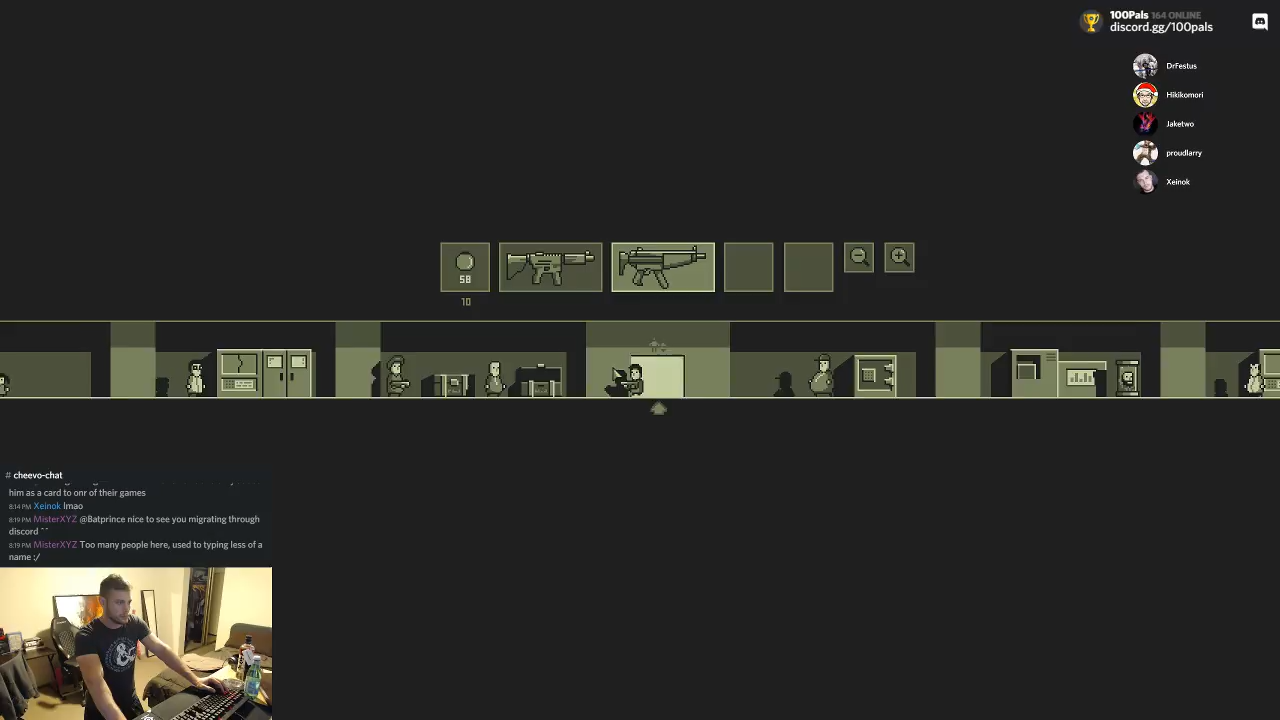 100Pals 164 ONLINE
discord.gg/100pals
DrFestus
Hikikomori
Jaketwo
proudlarry
Xeinok
58
10
# cheevo-chat
him as a card to onr of their games
8:14 PM Xeinok lmao
8:19 PM MisterXYZ @Batprince nice to see you migrating through
discord ^^
8:19 PM MisterXYZ Too many people here, used to typing less of a
name :/